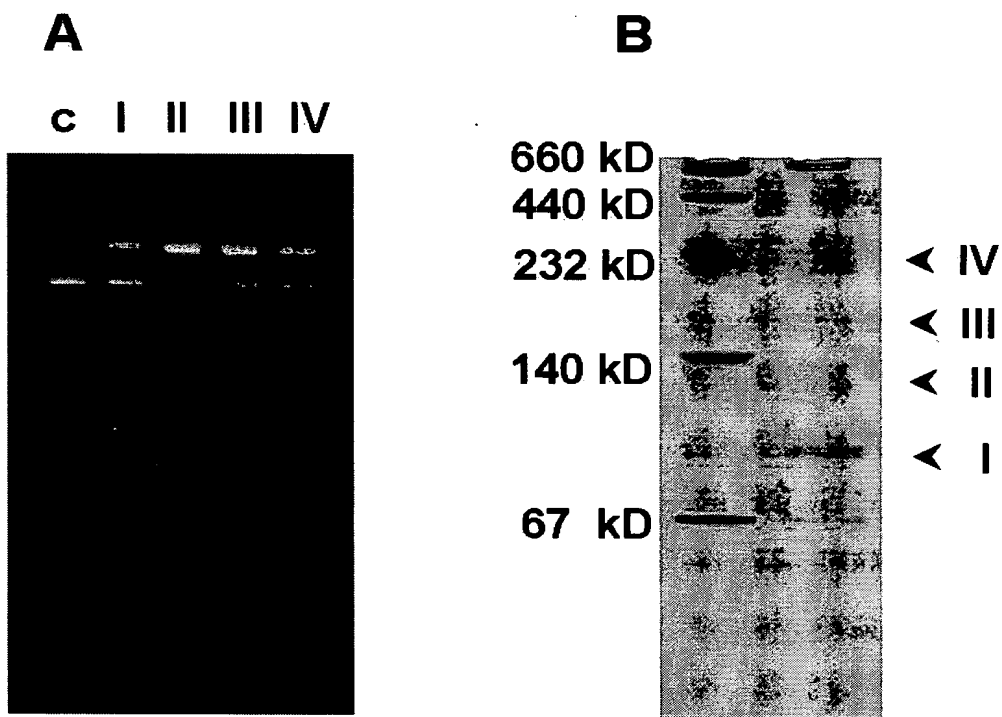 A
c I II III IV
B
660 kD
440 kD
232 kD
140 kD
67 kD
IV
III
II
I